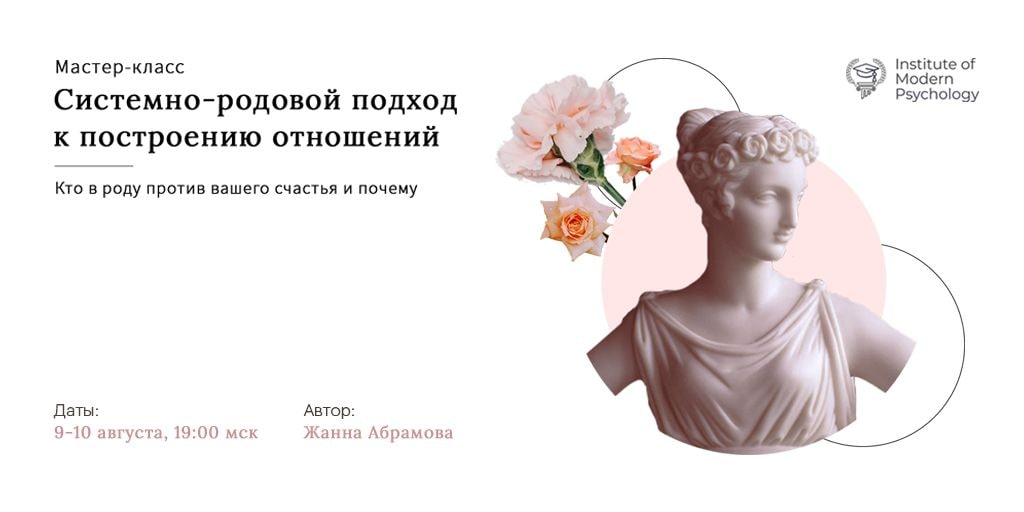 Мастер-класс
Системно-родовой подход
к построению отношений
Кто в роду против вашего счастья и почему
Institute of
Modern
Psychology
Даты:
9-10 августа, 19:00 мск
Автор:
Жанна Абрамова